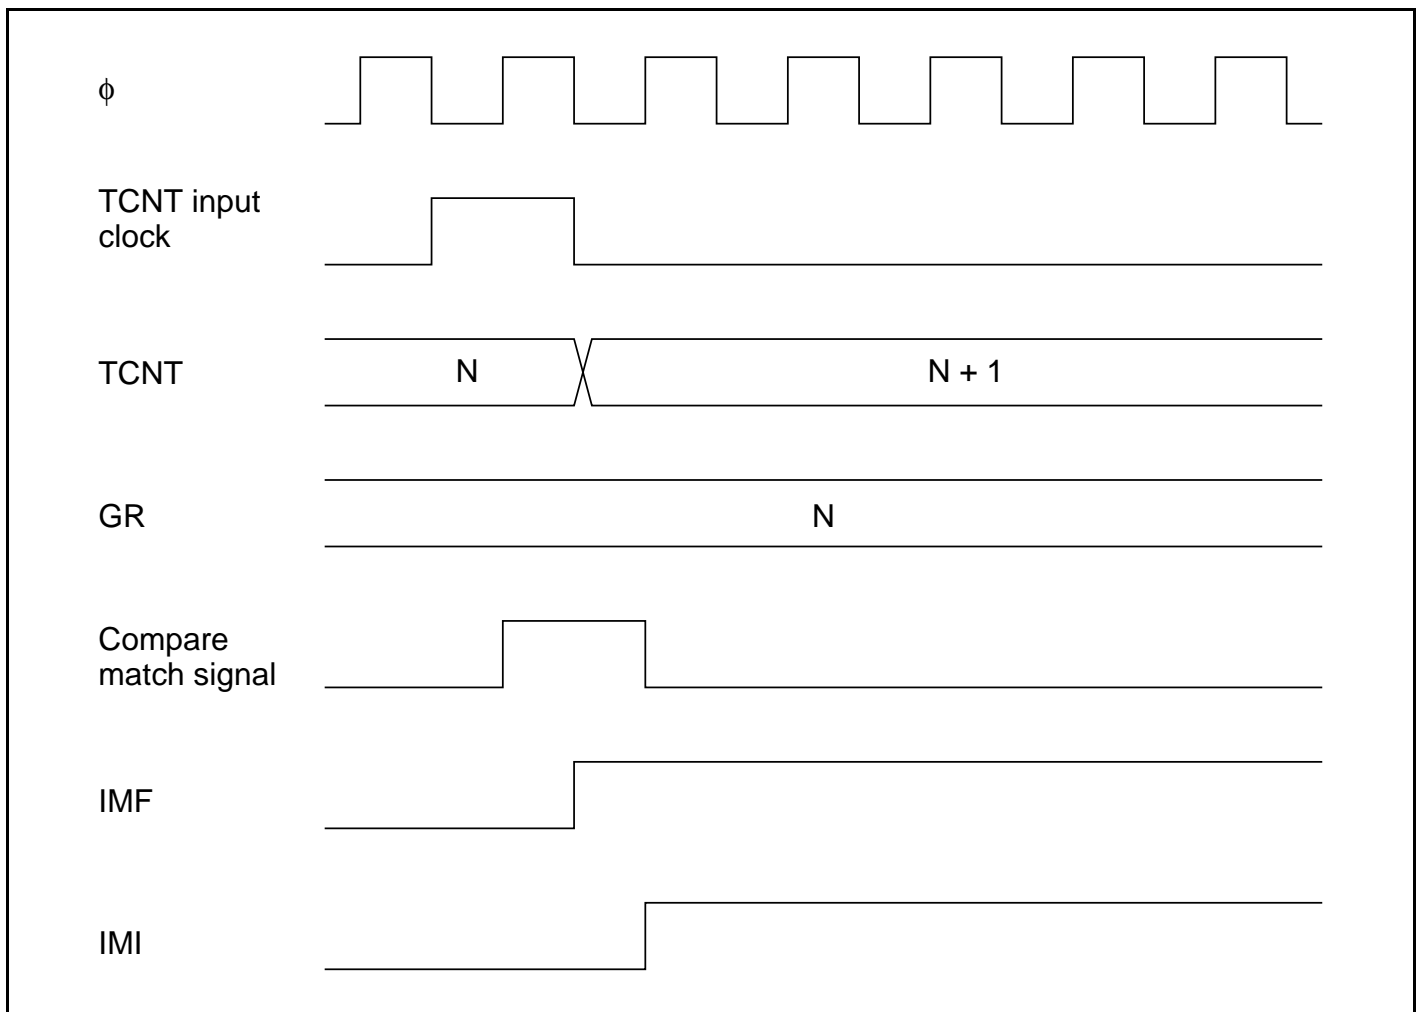 ϕ
TCNT input
clock
TCNT
N
N + 1
GR
N
Compare
match signal
IMF
IMI